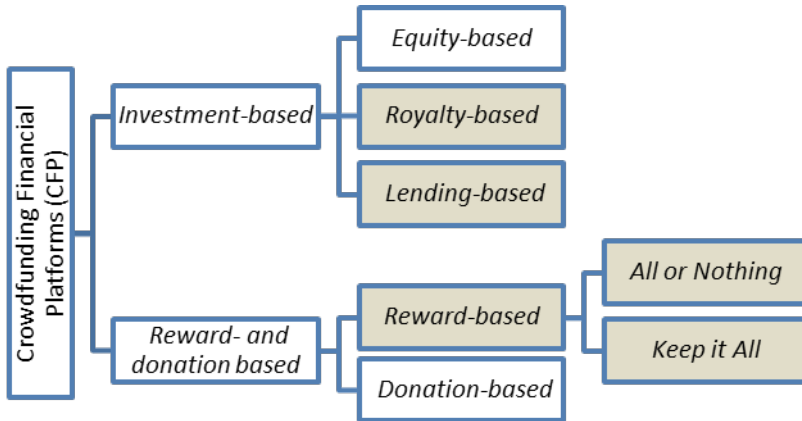 Crowdfunding Financial
Platforms (CFP)
Investment-based
Equity-based
Royalty-based
Lending-based
Reward- and
donation based
Reward-based
All or Nothing
Keep it All
Donation-based